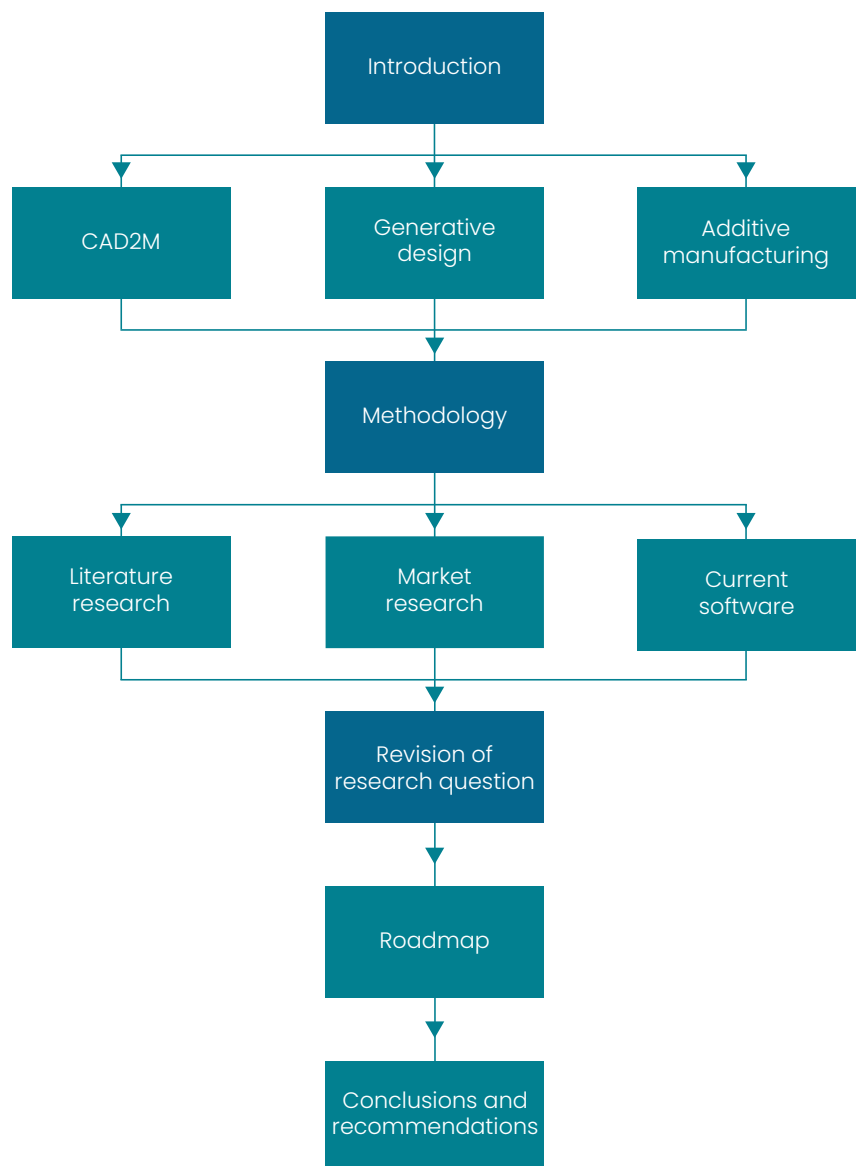 Introduction
CAD2M
Generative
design
Additive
manufacturing
Methodology
Literature
research
Market
research
Current
software
Revision of
research question
Roadmap
Conclusions and
recommendations